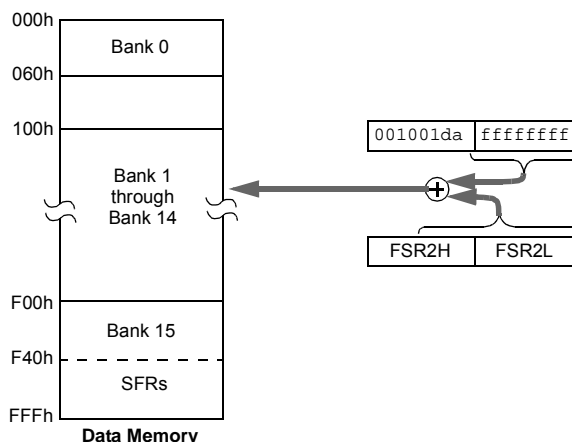 000h
Bank 0
060h
100h
001001da ffffffff
Bank 1
through
Bank 14
FSR2H FSR2L
F00h
Bank 15
F40h
SFRs
FFFh
Data Memory